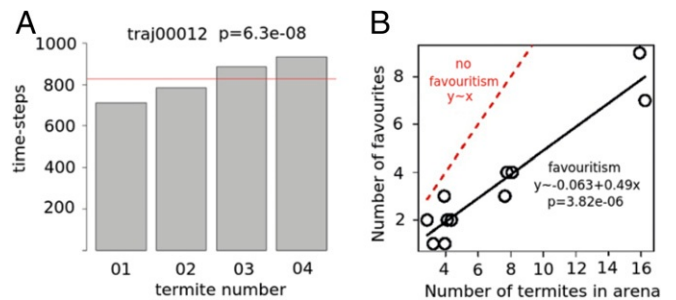 A
traj00012 p=6.3e-08
1000
800
600
400
200
time-steps
01 02 03 04
termite number
B
no
favouritism
y~x
8
6
4
2
Number of favourites
favouritism
y~-0.063+0.49x
p=3.82e-06
4 6 8 10 12 14 16
Number of termites in arena